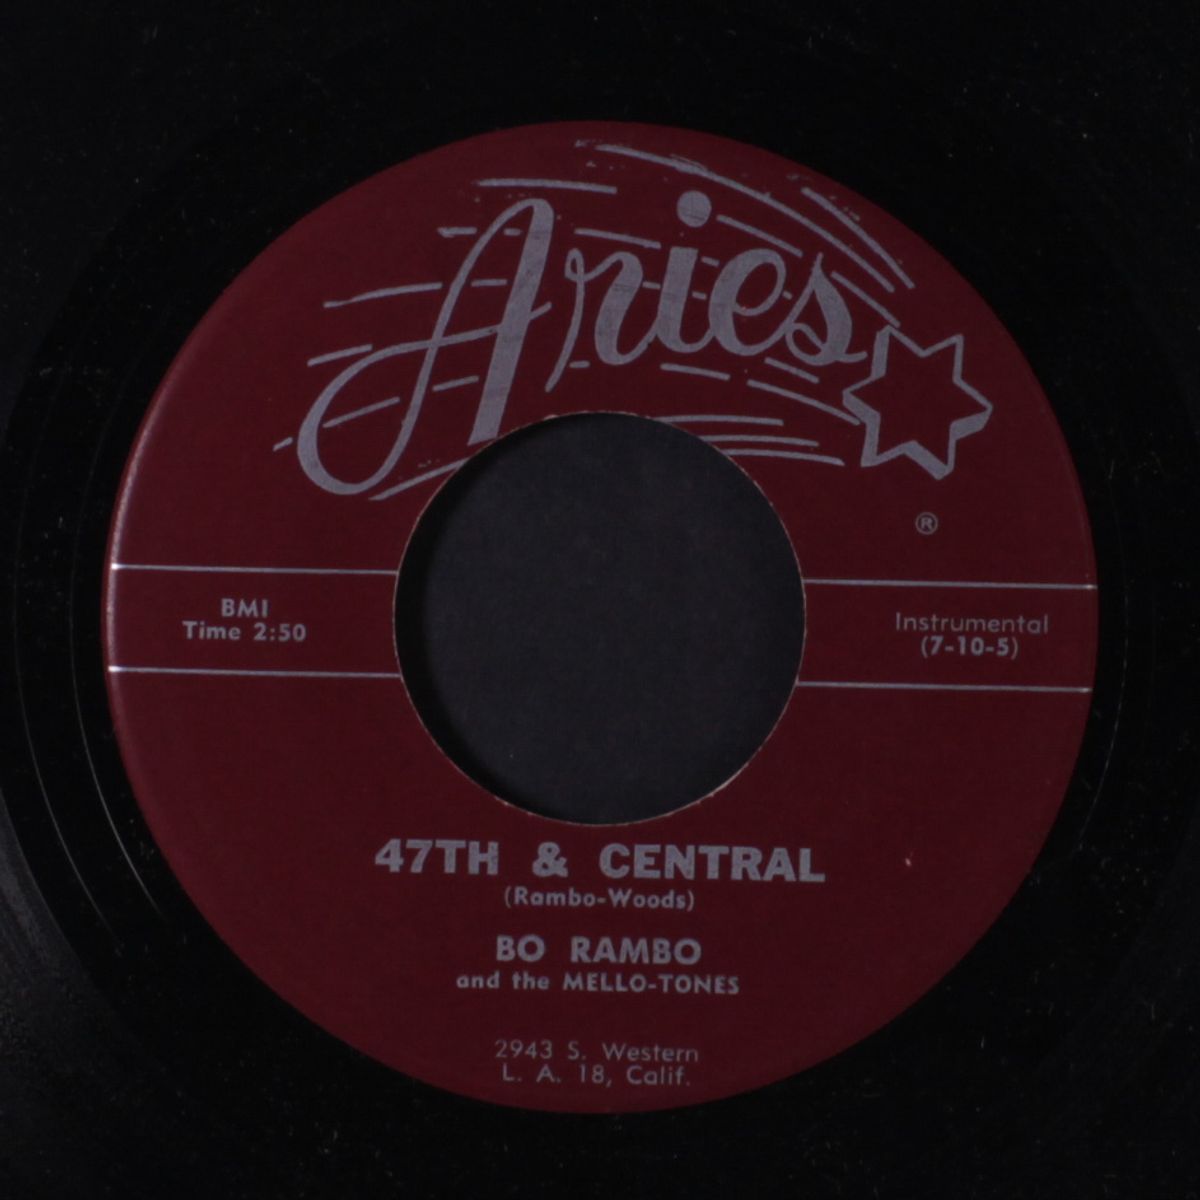 Aries
®
BMI
Time 2:50
Instrumental
(7-10-5)
47TH & CENTRAL
(Rambo-Woods)
BO RAMBO
and the MELLO-TONES
2943 S. Western
L. A. 18, Calif.